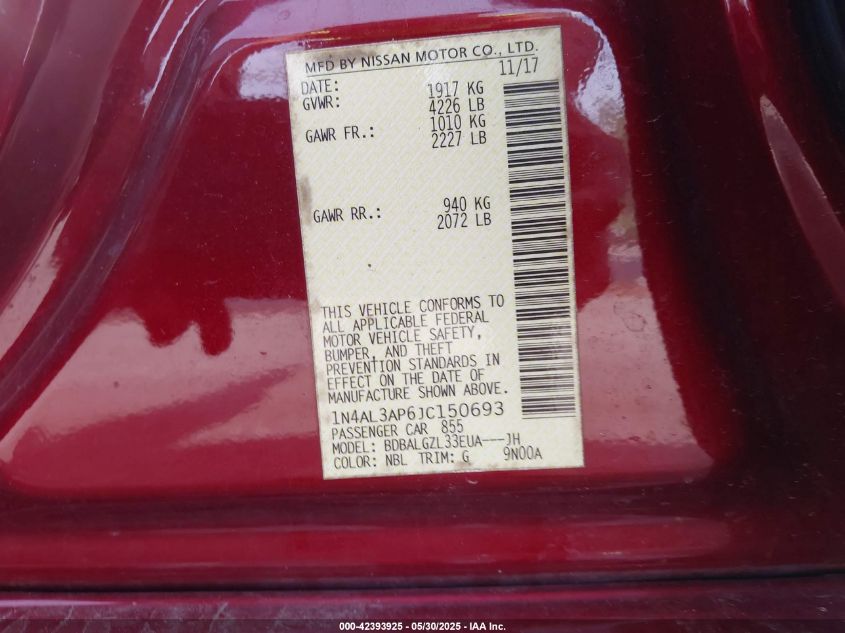 MFD BY NISSAN MOTOR CO., LTD.
DATE: 11/17
GVWR: 1917 KG
4226 LB
GAWR FR.: 1010 KG
2227 LB
GAWR RR.: 940 KG
2072 LB
THIS VEHICLE CONFORMS TO
ALL APPLICABLE FEDERAL
MOTOR VEHICLE SAFETY,
BUMPER, AND THEFT
PREVENTION STANDARDS IN
EFFECT ON THE DATE OF
MANUFACTURE SHOWN ABOVE.
1N4AL3AP6JC150693
PASSENGER CAR 855
MODEL: BDBALGZL33EUA---JH
COLOR: NBL TRIM: G 9N00A
000-42393925 - 05/30/2025 - IAA Inc.